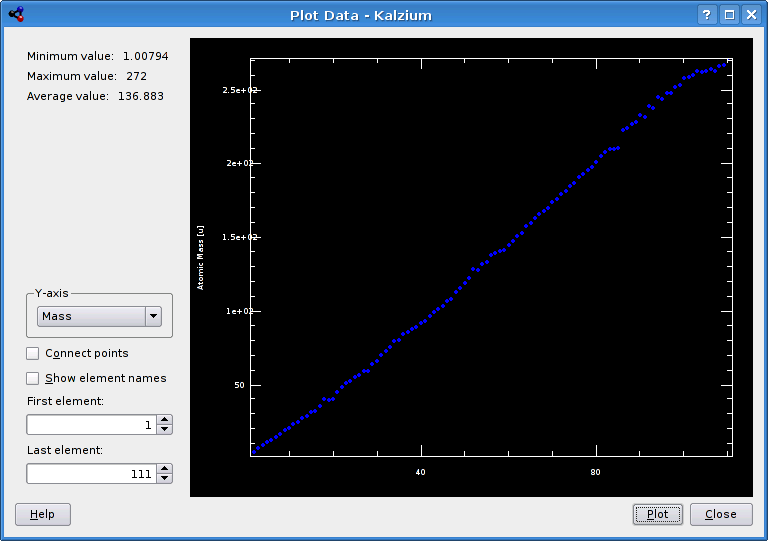 Plot Data - Kalzium
Minimum value: 1.00794
Maximum value: 272
Average value: 136.883
Y-axis
Mass
Connect points
Show element names
First element:
1
Last element:
111
Atomic Mass [u]
2.5e+02
2e+02
1.5e+02
1e+02
50
40
80
Help
Plot
Close